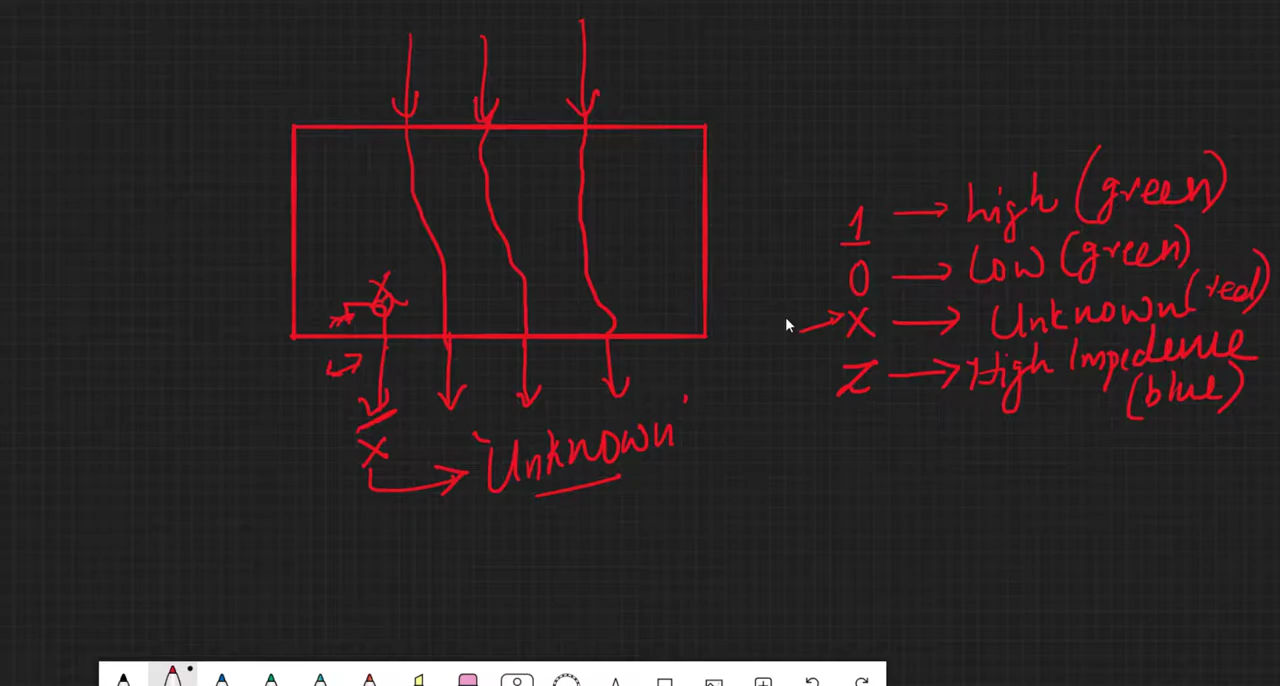 1 → high (green)
0 → Low (green)
X → Unknown (red)
Z → High Impedence
(blue)
X
X
'Unknown'